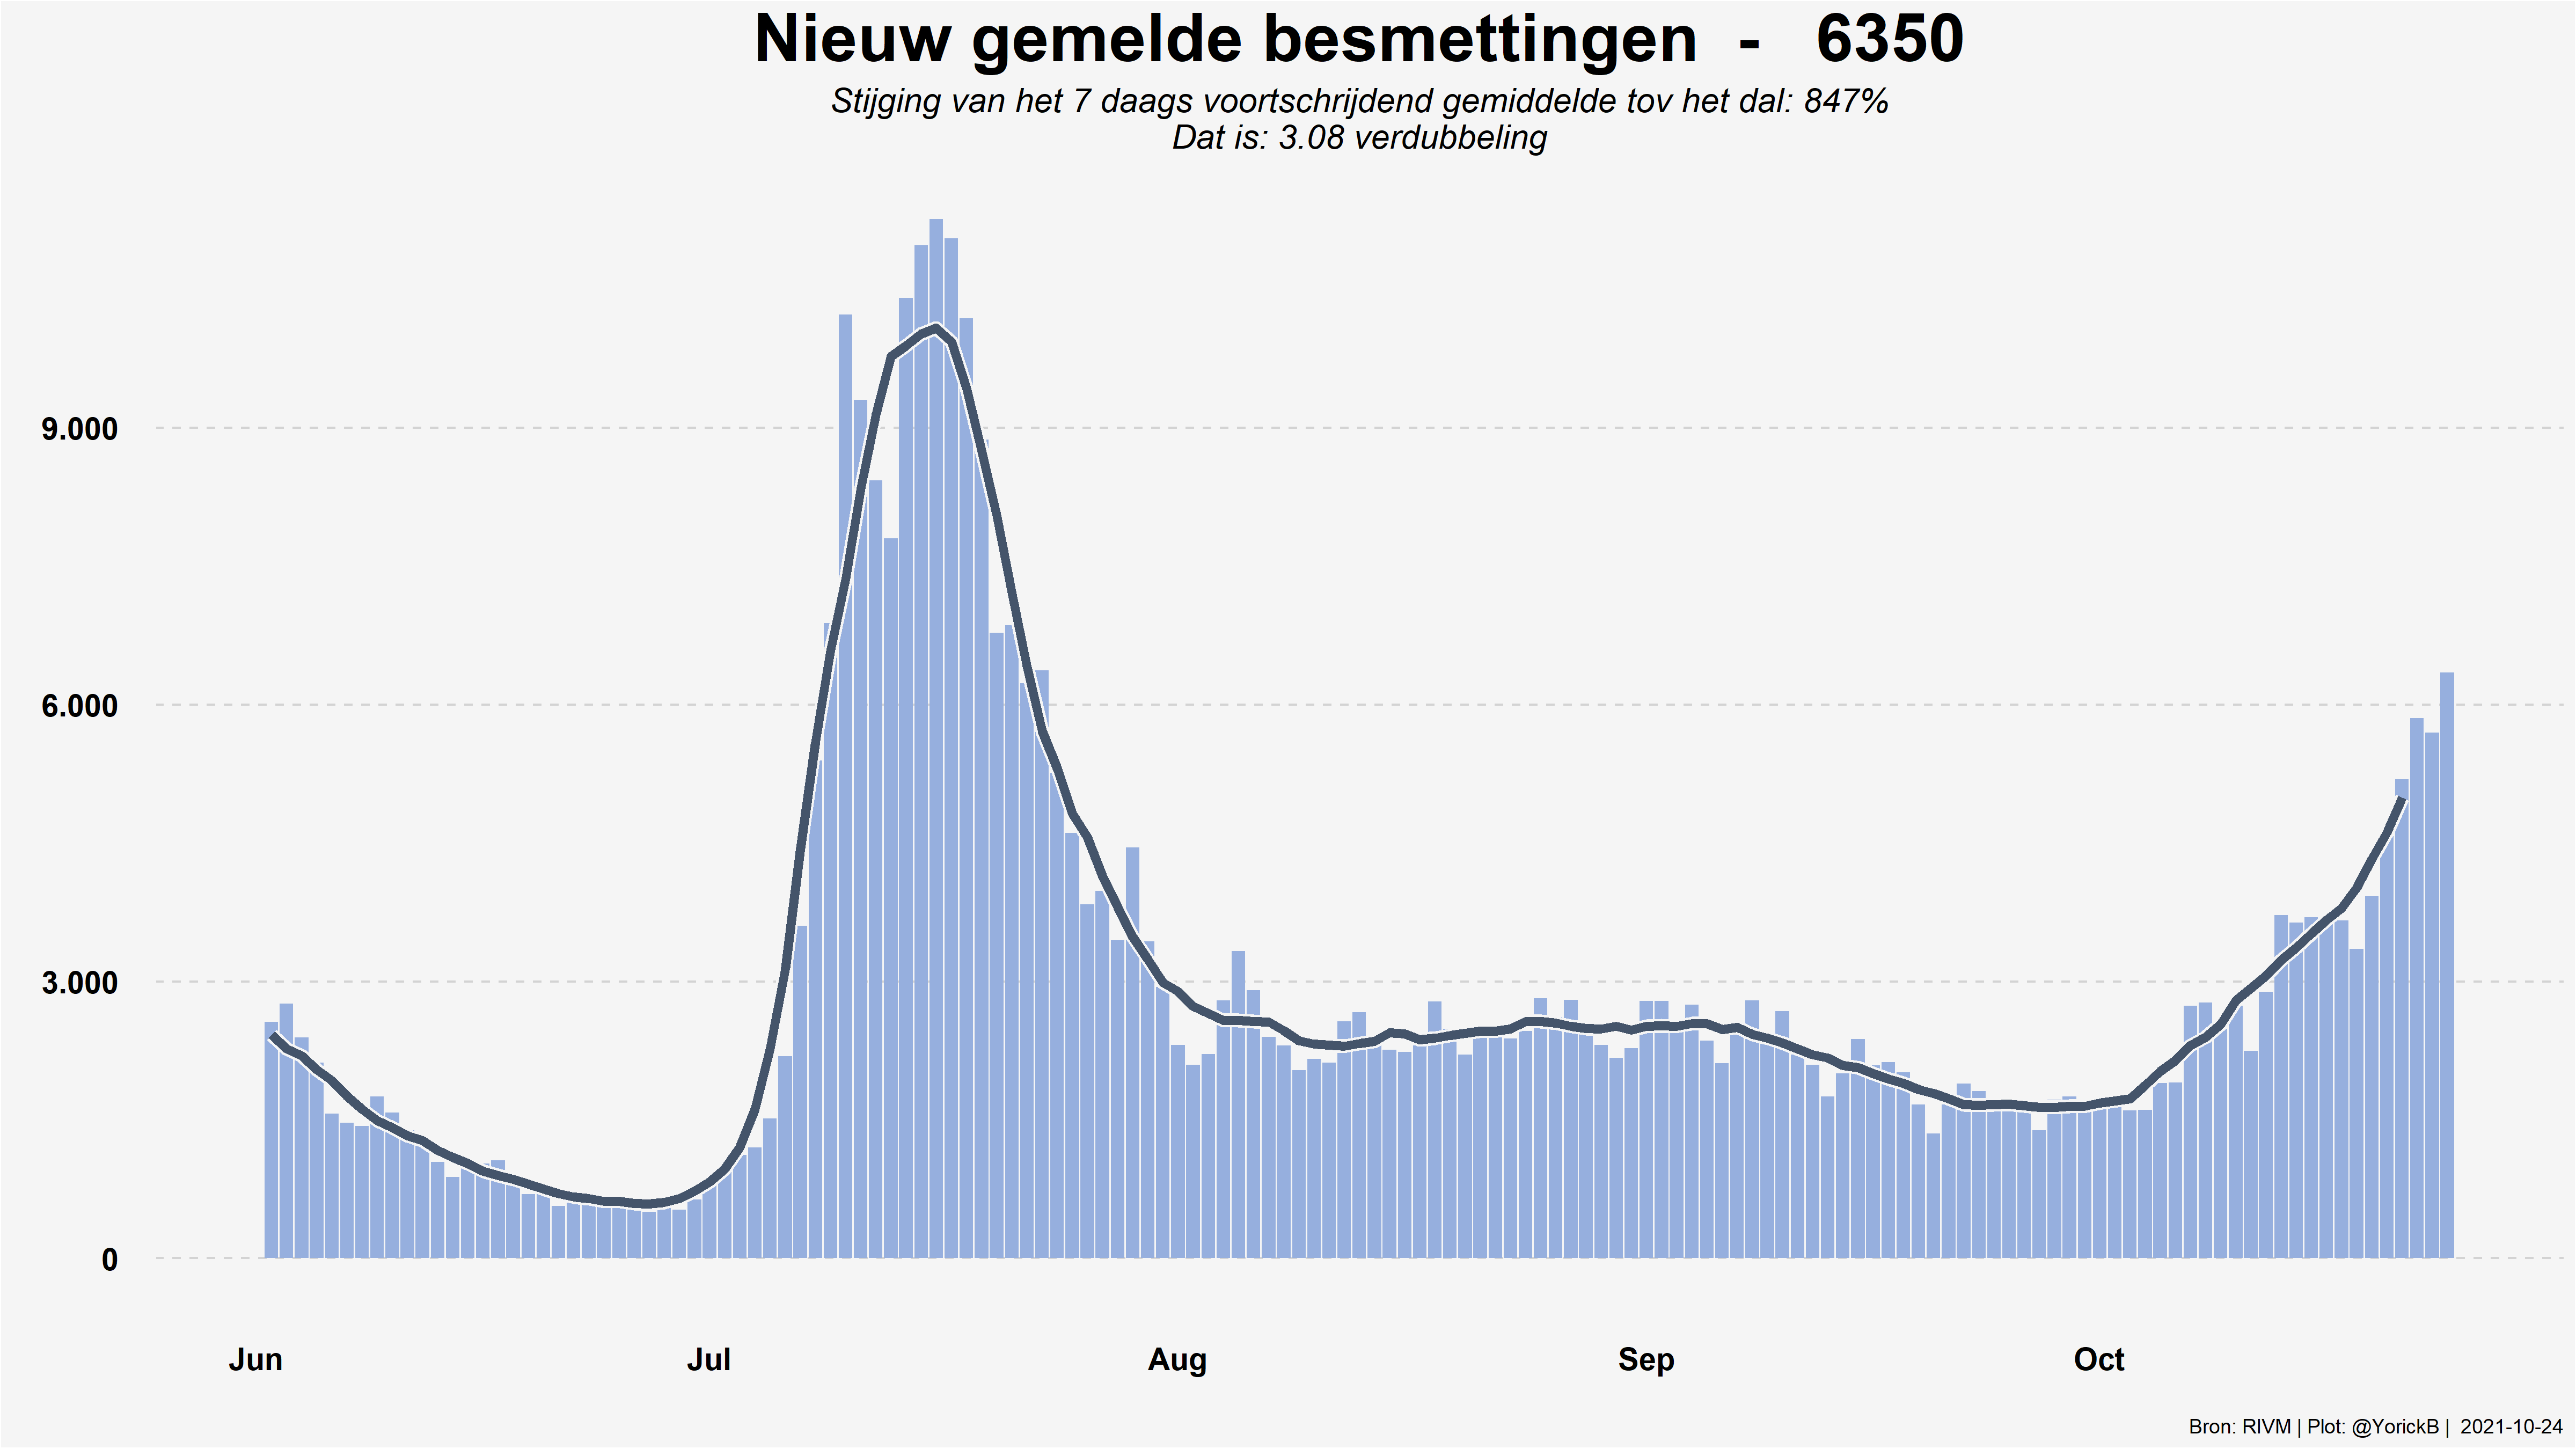 Nieuw gemelde besmettingen - 6350
Stijging van het 7 daags voortschrijdend gemiddelde tov het dal: 847%
Dat is: 3.08 verdubbeling
9.000
6.000
3.000
0
Jun Jul Aug Sep Oct
Bron: RIVM | Plot: @YorickB | 2021-10-24